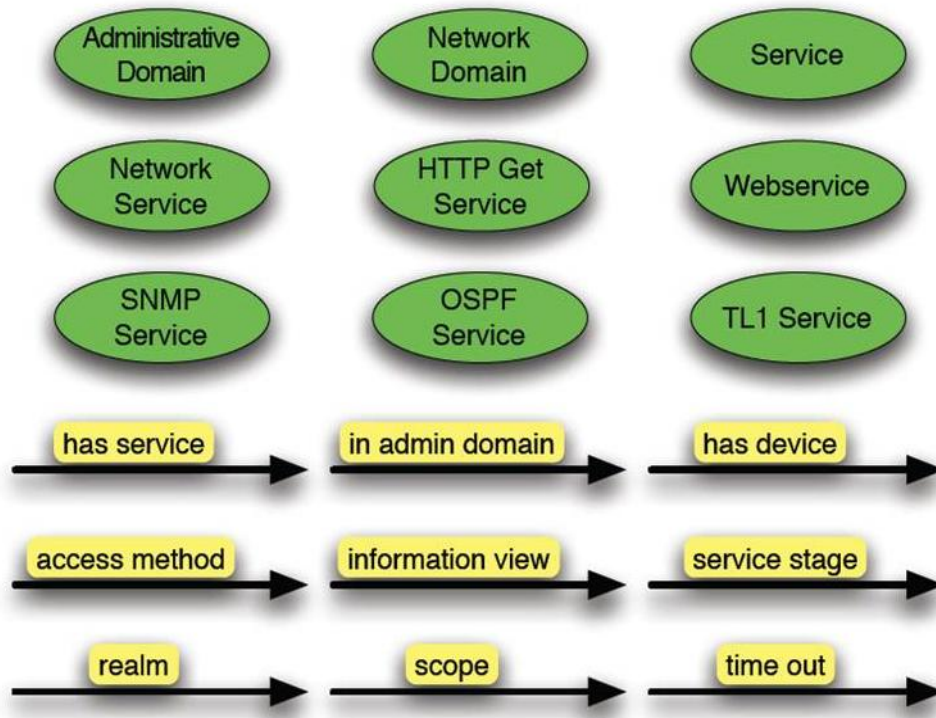 Administrative
Domain
Network
Domain
Service
Network
Service
HTTP Get
Service
Webservice
SNMP
Service
OSPF
Service
TL1 Service
has service
in admin domain
has device
access method
information view
service stage
realm
scope
time out